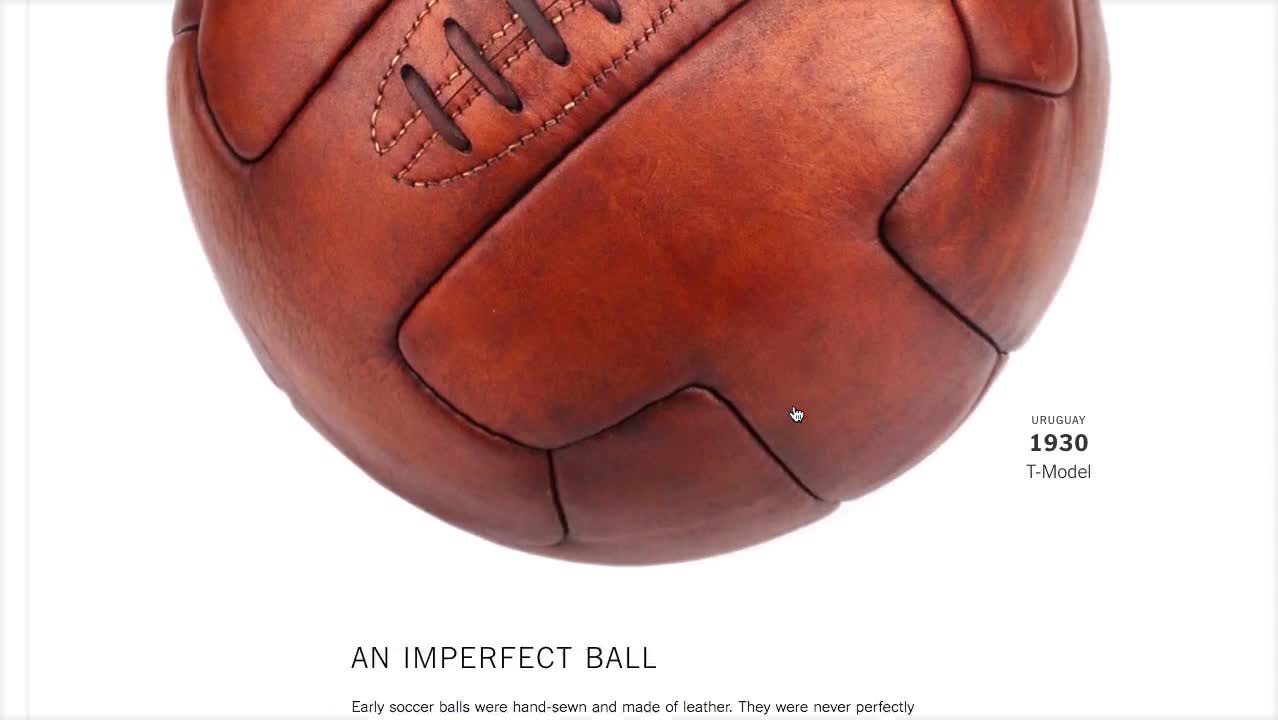 URUGUAY
1930
T-Model
AN IMPERFECT BALL
Early soccer balls were hand-sewn and made of leather. They were never perfectly